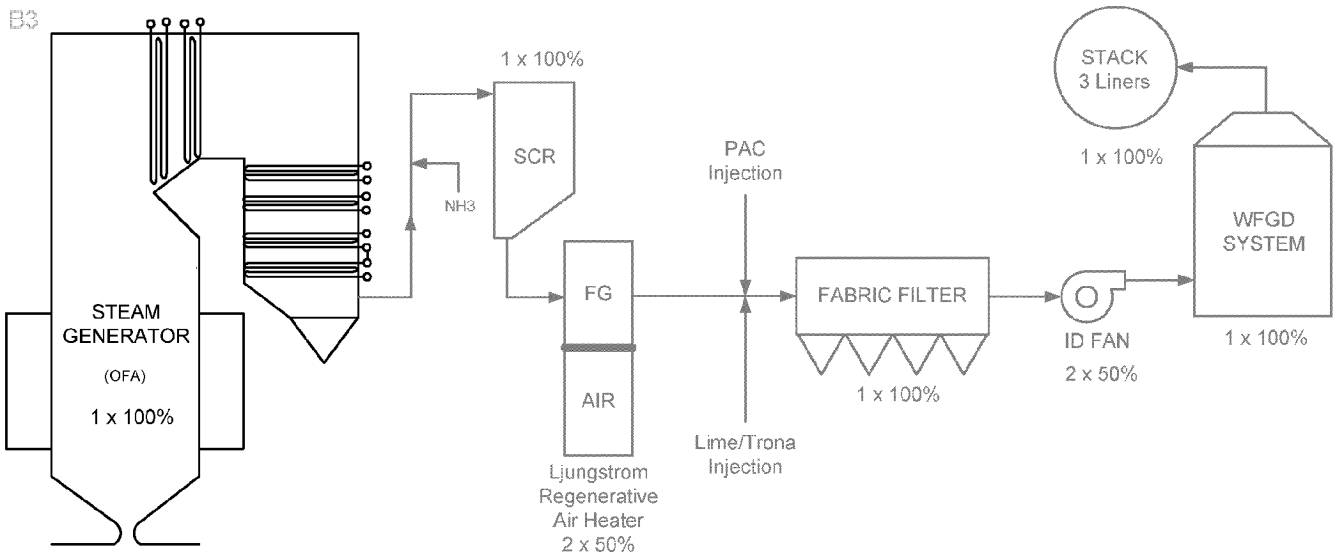 B3
STEAM
GENERATOR
(OFA)
1 x 100%
NH3
1 x 100%
SCR
FG
AIR
Ljungstrom
Regenerative
Air Heater
2 x 50%
PAC
Injection
Lime/Trona
Injection
FABRIC FILTER
1 x 100%
ID FAN
2 x 50%
STACK
3 Liners
1 x 100%
WFGD
SYSTEM
1 x 100%